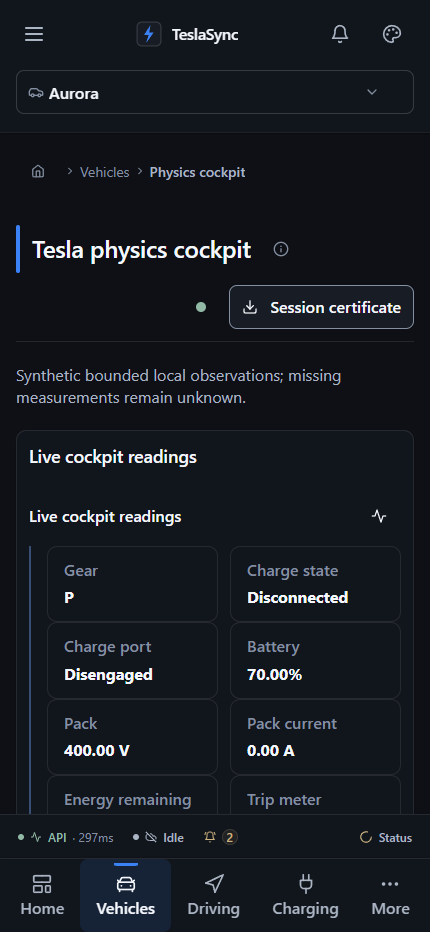 TeslaSync
Aurora
Vehicles
Physics cockpit
Tesla physics cockpit
Session certificate
Synthetic bounded local observations; missing
measurements remain unknown.
Live cockpit readings
Live cockpit readings
Gear
P
Charge state
Disconnected
Charge port
Disengaged
Battery
70.00%
Pack
400.00 V
Pack current
0.00 A
Energy remaining
Trip meter
API · 297ms
Idle
2
Status
Home
Vehicles
Driving
Charging
More